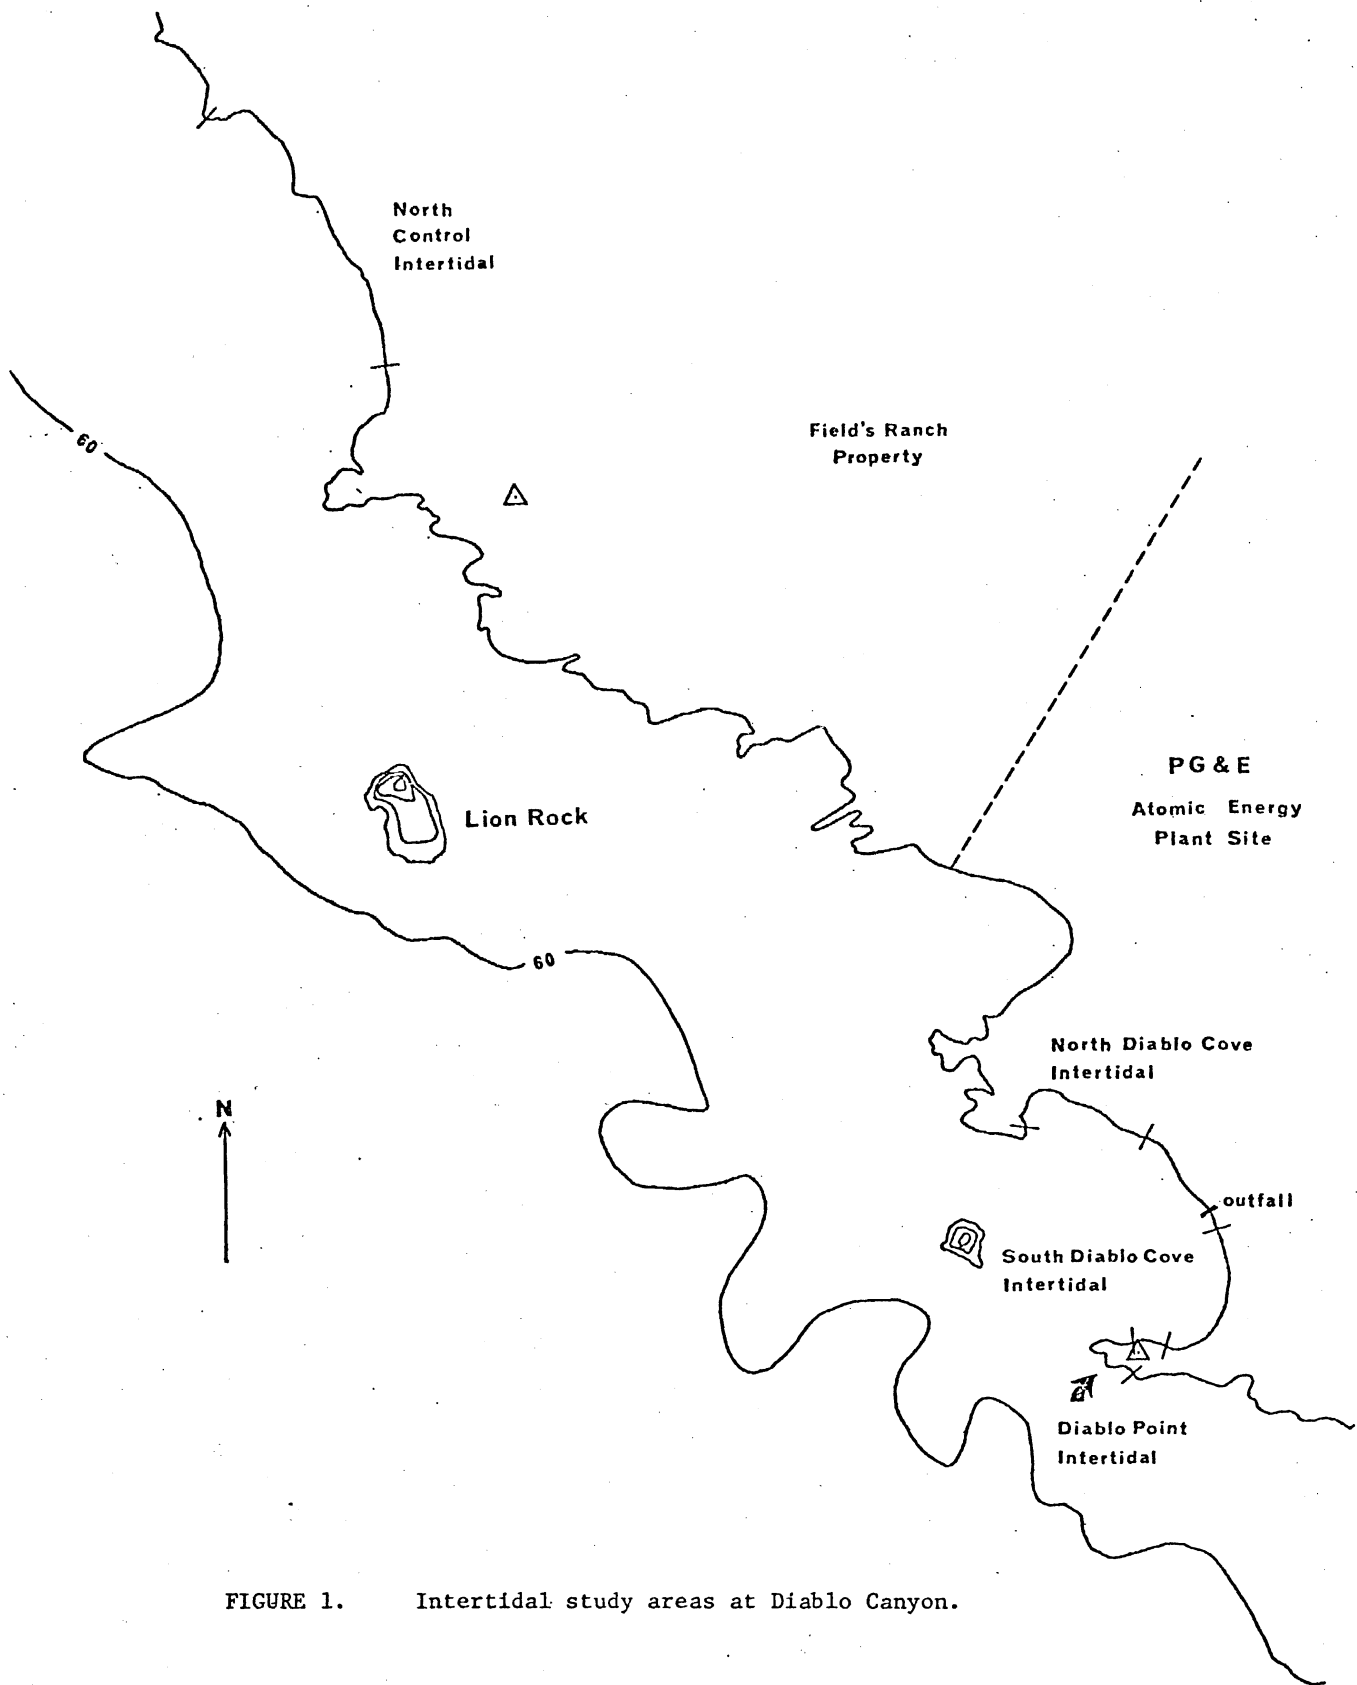 North
Control
Intertidal
Field's Ranch
Property
60
PG&E
Atomic Energy
Plant Site
Lion Rock
60
North Diablo Cove
Intertidal
N
outfall
South Diablo Cove
Intertidal
Diablo Point
Intertidal
FIGURE 1. Intertidal study areas at Diablo Canyon.